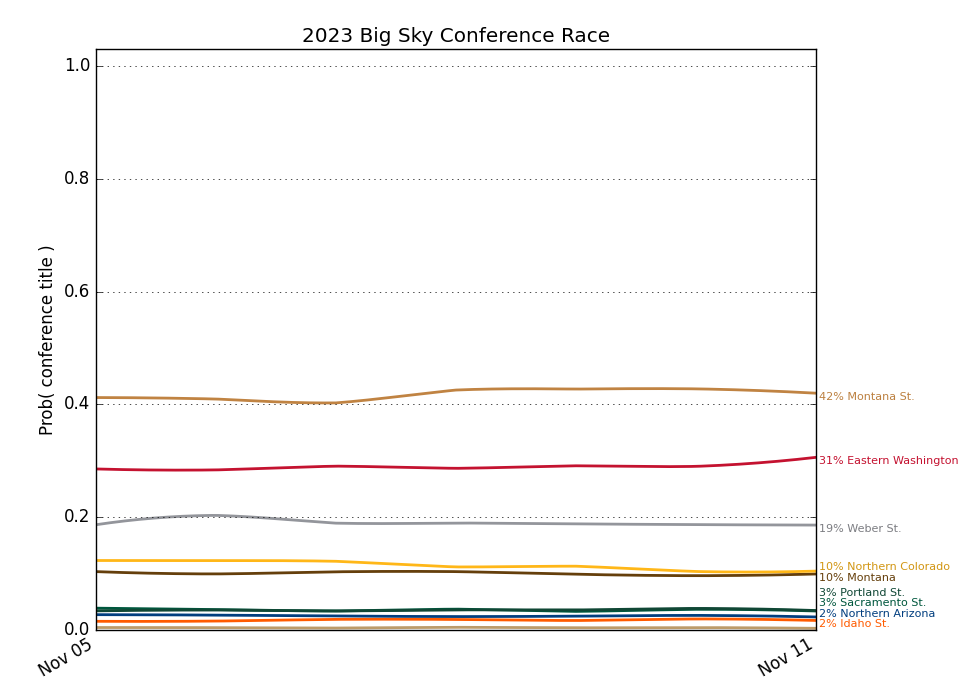 2023 Big Sky Conference Race
Prob( conference title )
1.0
0.8
0.6
0.4
0.2
0.0
Nov 05
Nov 11
42% Montana St.
31% Eastern Washington
19% Weber St.
10% Northern Colorado
10% Montana
3% Portland St.
3% Sacramento St.
2% Northern Arizona
2% Idaho St.